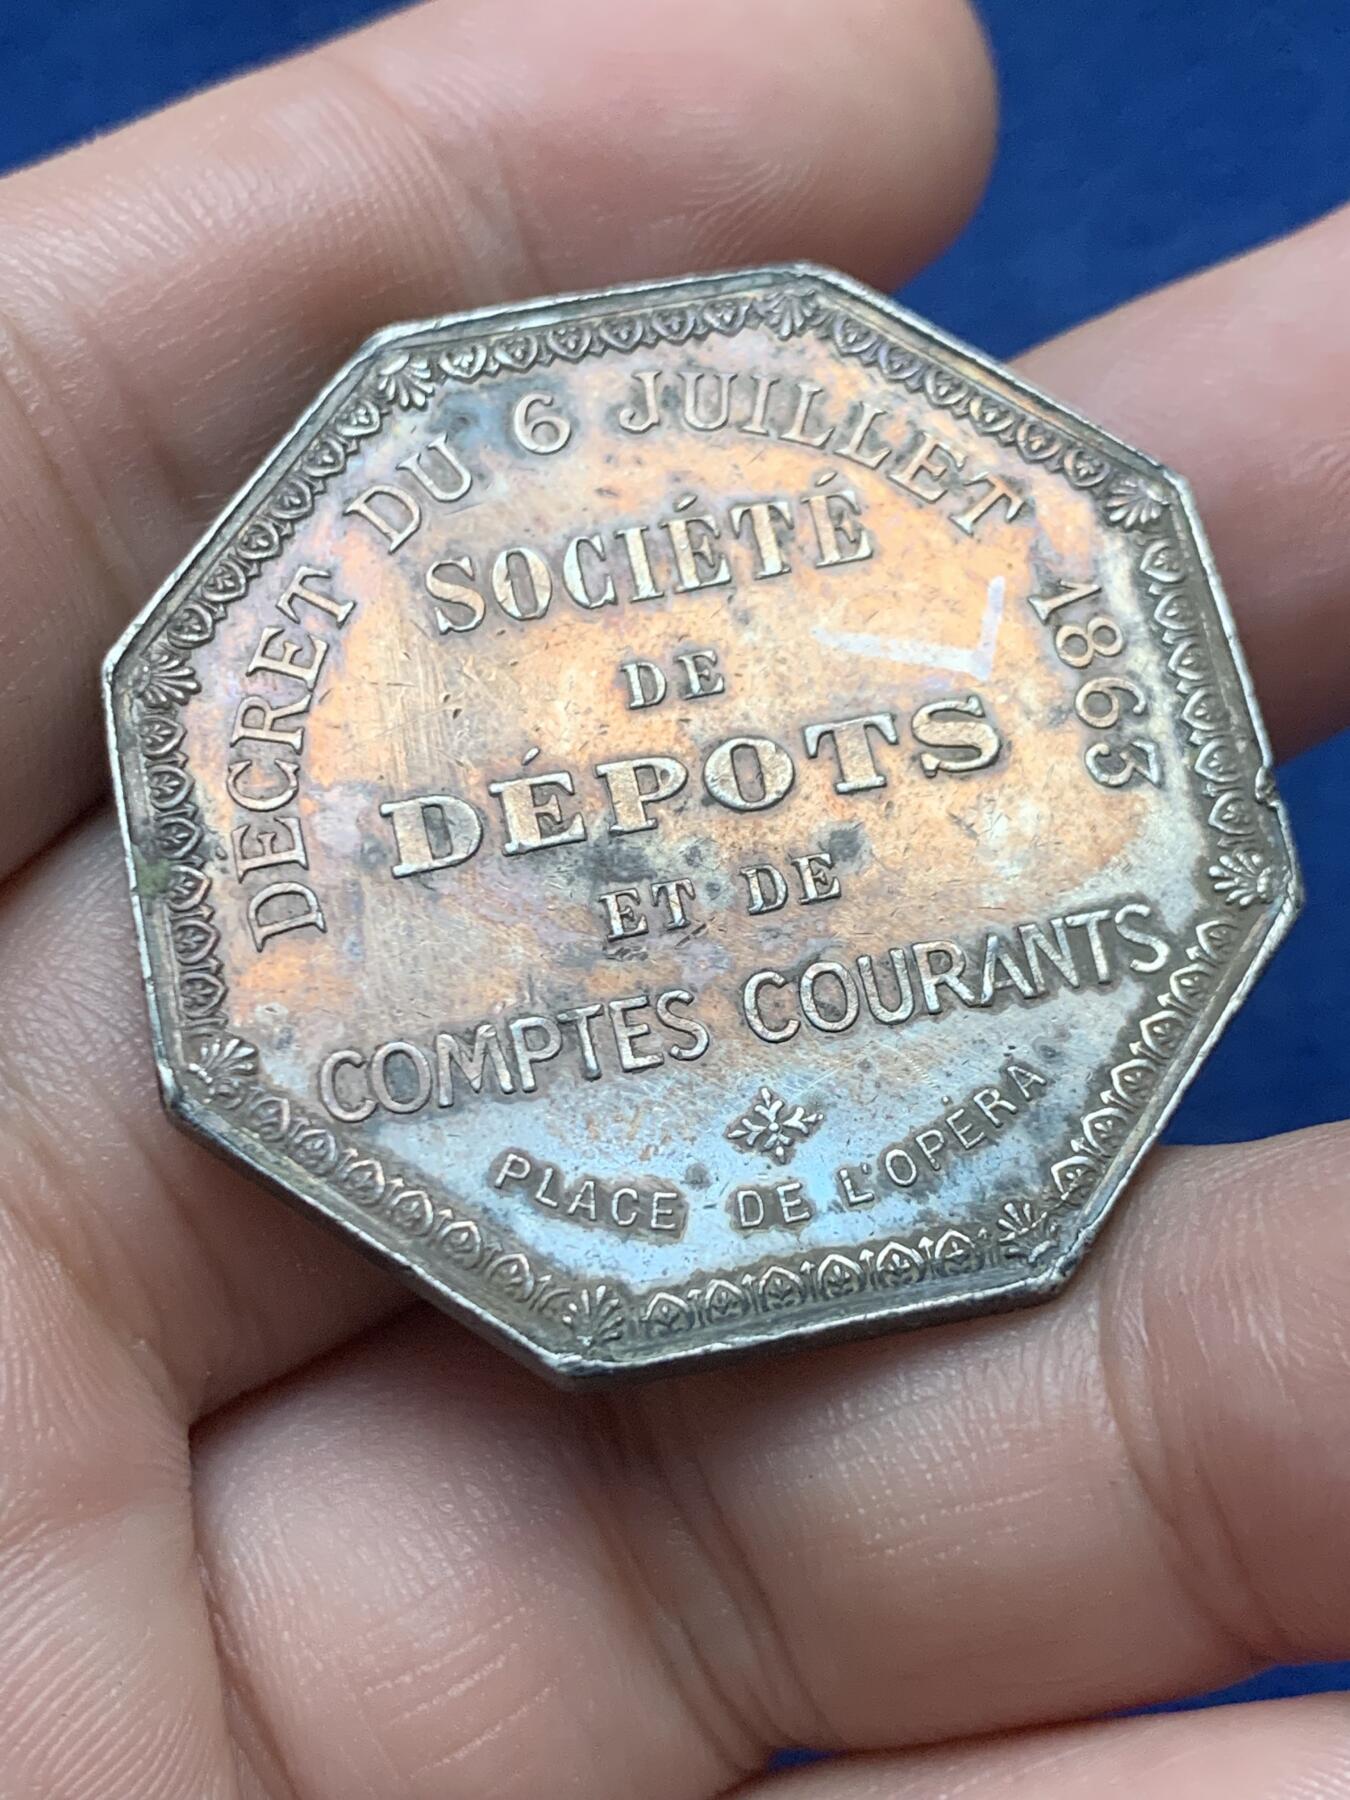 DÉCRET DU 6 JUILLET 1863
SOCIÉTÉ
DE
DÉPOTS
ET DE
COMPTES COURANTS
PLACE DE L'OPÉRA